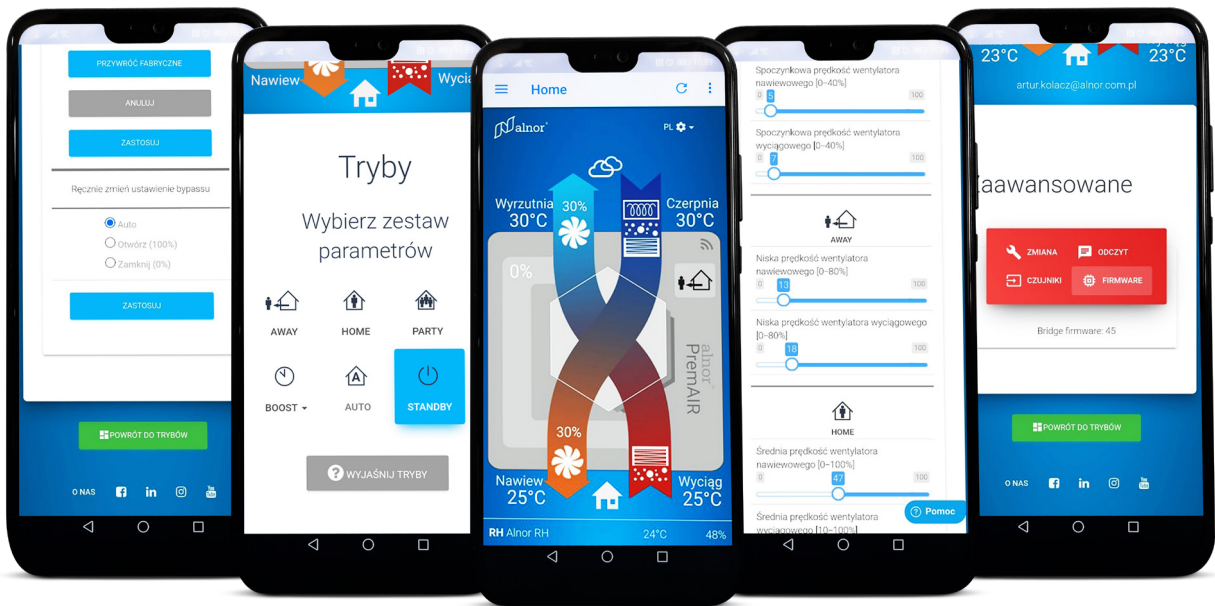 PRZYWRÓĆ FABRYCZNE
ANULUJ
ZASTOSUJ
Ręcznie zmień ustawienie bypassu
Auto
Otwórz (100%)
Zamknij (0%)
ZASTOSUJ
POWRÓT DO TRYBÓW
O NAS
Nawiew
Tryby
Wybierz zestaw
parametrów
AWAY HOME PARTY
BOOST AUTO STANDBY
? WYJAŚNIJ TRYBY
Home
alnor
PL
Wyrzutnia
30°C
30%
Czerpnia
30°C
0%
alnor
PremAIR
30%
Nawiew
25°C
Wyciąg
25°C
RH Alnor RH 24°C 48%
Spoczynkowa prędkość wentylatora
nawiewowego [0–40%]
0 5 100
Spoczynkowa prędkość wentylatora
wyciągowego [0–40%]
0 7 100
AWAY
Niska prędkość wentylatora
nawiewowego [0–80%]
0 13 100
Niska prędkość wentylatora wyciągowego
[0–80%]
0 18 100
HOME
Średnia prędkość wentylatora
nawiewowego [0–100%]
0 47 100
Średnia prędkość wentylatora
wyciągowego [10–100%]
? Pomoc
23°C 23°C
artur.kolacz@alnor.com.pl
aawansowane
ZMIANA ODCZYT
CZUJNIKI FIRMWARE
Bridge firmware: 45
POWRÓT DO TRYBÓW
O NAS